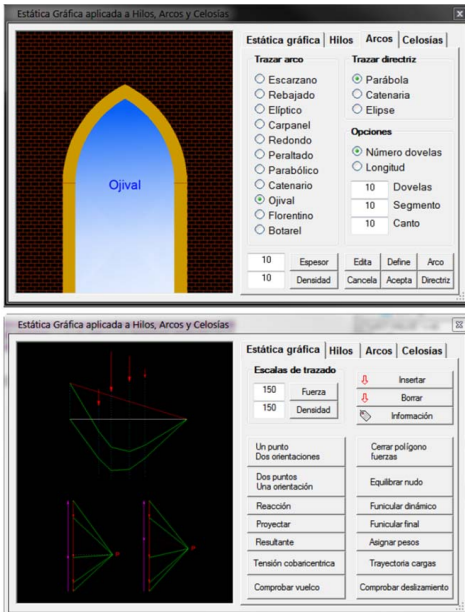 Estática Gráfica aplicada a Hilos, Arcos y Celosías
Estática gráfica Hilos Arcos Celosías
Trazar arco
Escarzano
Rebajado
Elíptico
Carpanel
Redondo
Peraltado
Parabólico
Catenario
Ojival
Florentino
Botarel
Trazar directriz
Parábola
Catenaria
Elipse
Opciones
Número dovelas
Longitud
10 Dovelas
10 Segmento
10 Canto
Ojival
10 Espesor Edita Define Arco
10 Densidad Cancela Acepta Directriz
Estática Gráfica aplicada a Hilos, Arcos y Celosías
Estática gráfica Hilos Arcos Celosías
Escalas de trazado
150 Fuerza
150 Densidad
Insertar
Borrar
Información
Un punto
Dos orientaciones
Cerrar polígono
fuerzas
Dos puntos
Una orientación
Equilibrar nudo
Reacción Funicular dinámico
Proyectar Funicular final
Resultante Asignar pesos
Tensión cobaricentrica Trayectoria cargas
Comprobar vuelco Comprobar deslizamiento